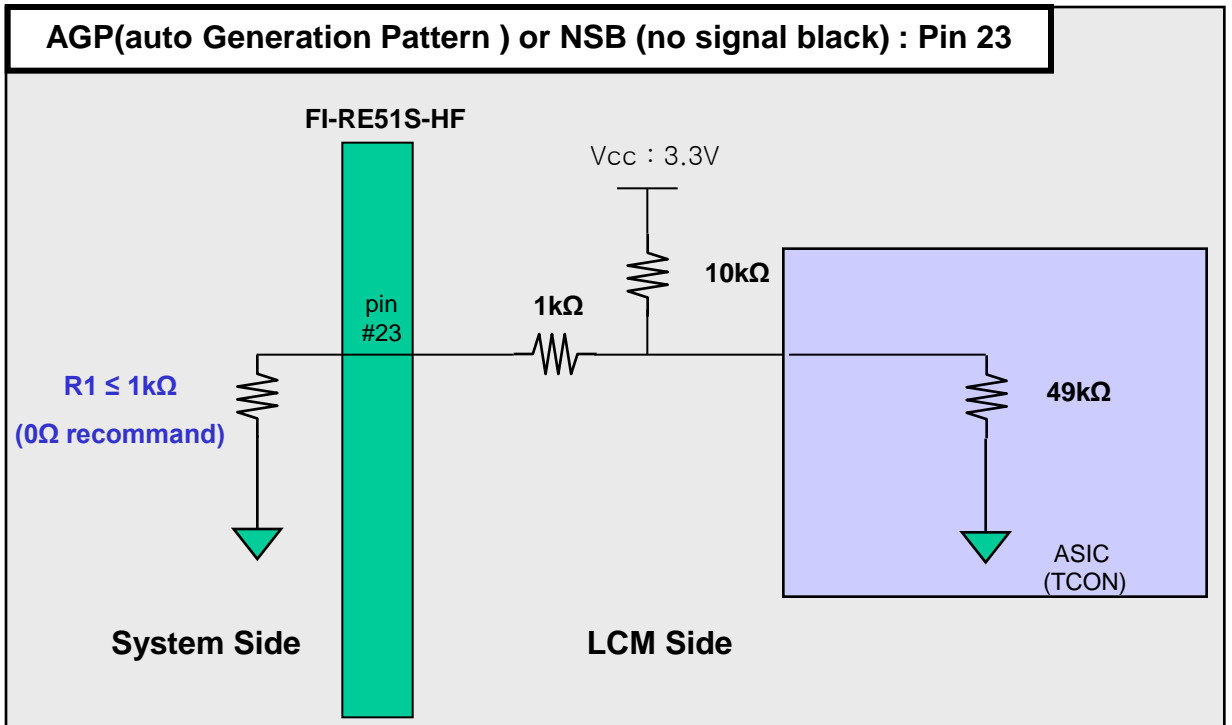 AGP(auto Generation Pattern ) or NSB (no signal black) : Pin 23
FI-RE51S-HF
Vcc : 3.3V
10kΩ
1kΩ
pin
#23
R1 ≤ 1kΩ
(0Ω recommand)
49kΩ
ASIC
(TCON)
System Side
LCM Side